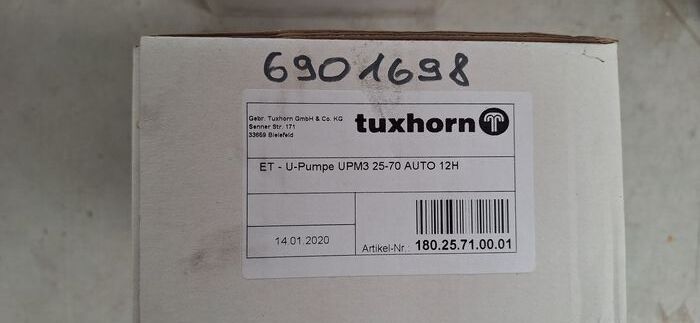 6901698
Gebr. Tuxhorn GmbH & Co. KG
Senner Str. 171
33659 Bielefeld
tuxhorn
ET - U-Pumpe UPM3 25-70 AUTO 12H
14.01.2020
Artikel-Nr.: 180.25.71.00.01